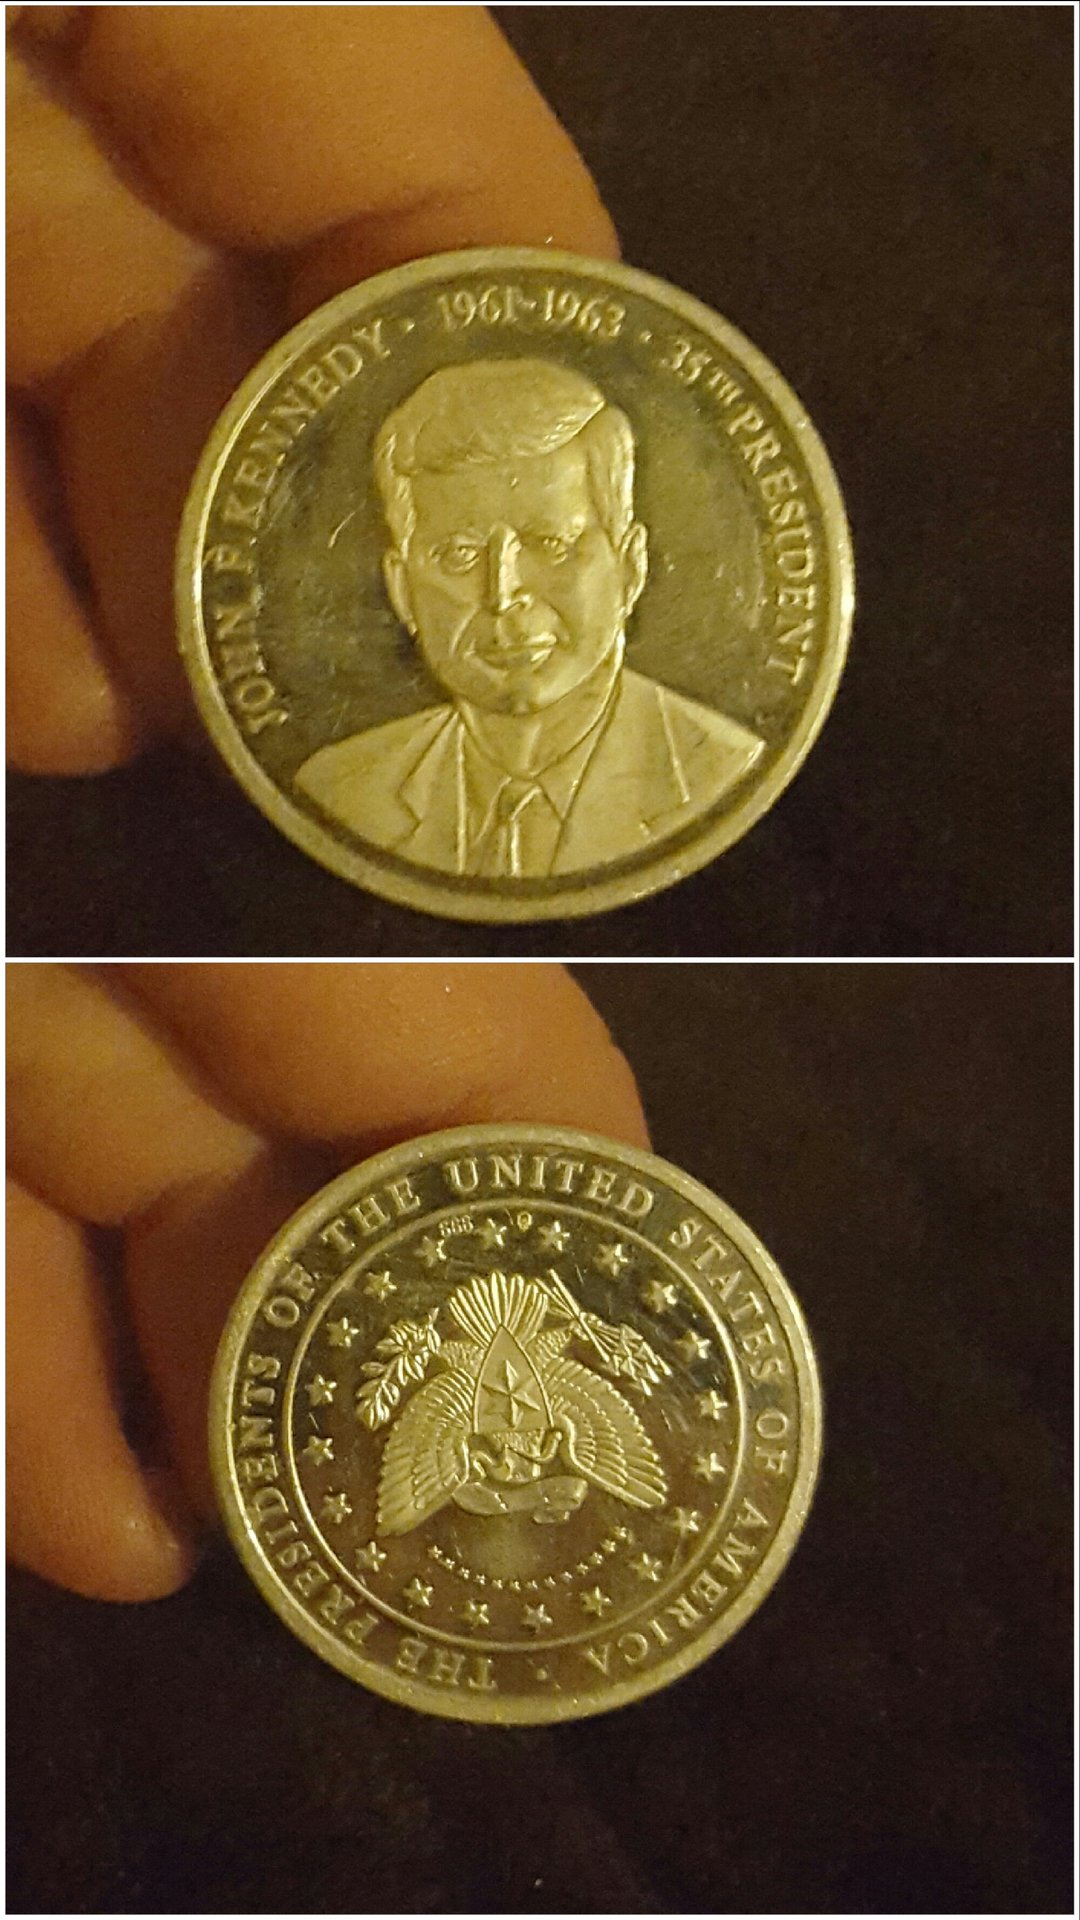 JOHN F. KENNEDY · 1961-1963 · 35TH PRESIDENT
THE PRESIDENTS OF THE UNITED STATES OF AMERICA ·